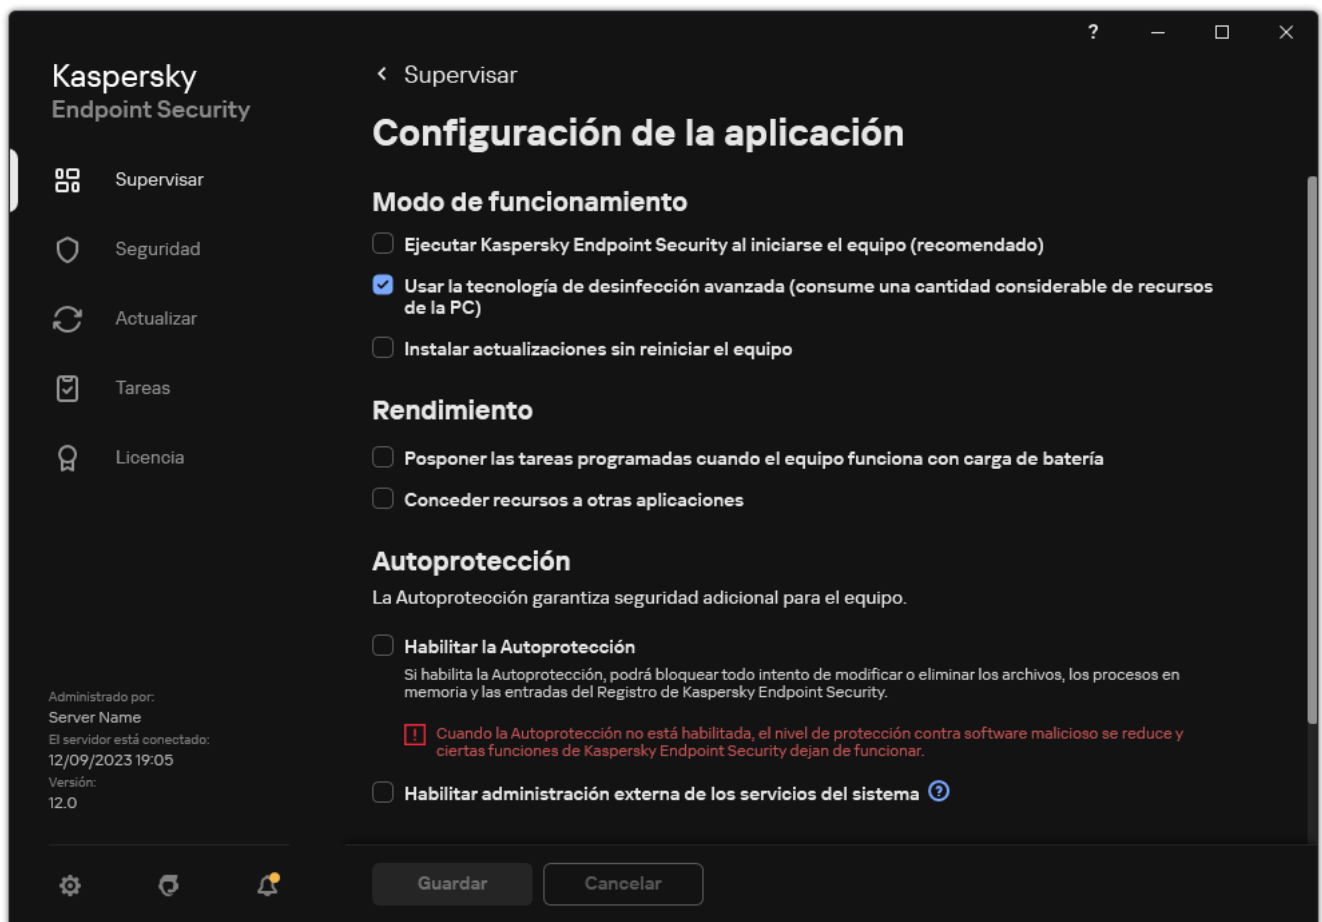 ?
Kaspersky
Endpoint Security
Supervisar
Seguridad
Actualizar
Tareas
Licencia
Administrado por:
Server Name
El servidor está conectado:
12/09/2023 19:05
Versión:
12.0
Supervisar
Configuración de la aplicación
Modo de funcionamiento
Ejecutar Kaspersky Endpoint Security al iniciarse el equipo (recomendado)
Usar la tecnología de desinfección avanzada (consume una cantidad considerable de recursos
de la PC)
Instalar actualizaciones sin reiniciar el equipo
Rendimiento
Posponer las tareas programadas cuando el equipo funciona con carga de batería
Conceder recursos a otras aplicaciones
Autoprotección
La Autoprotección garantiza seguridad adicional para el equipo.
Habilitar la Autoprotección
Si habilita la Autoprotección, podrá bloquear todo intento de modificar o eliminar los archivos, los procesos en
memoria y las entradas del Registro de Kaspersky Endpoint Security.
! Cuando la Autoprotección no está habilitada, el nivel de protección contra software malicioso se reduce y
ciertas funciones de Kaspersky Endpoint Security dejan de funcionar.
Habilitar administración externa de los servicios del sistema ?
Guardar
Cancelar